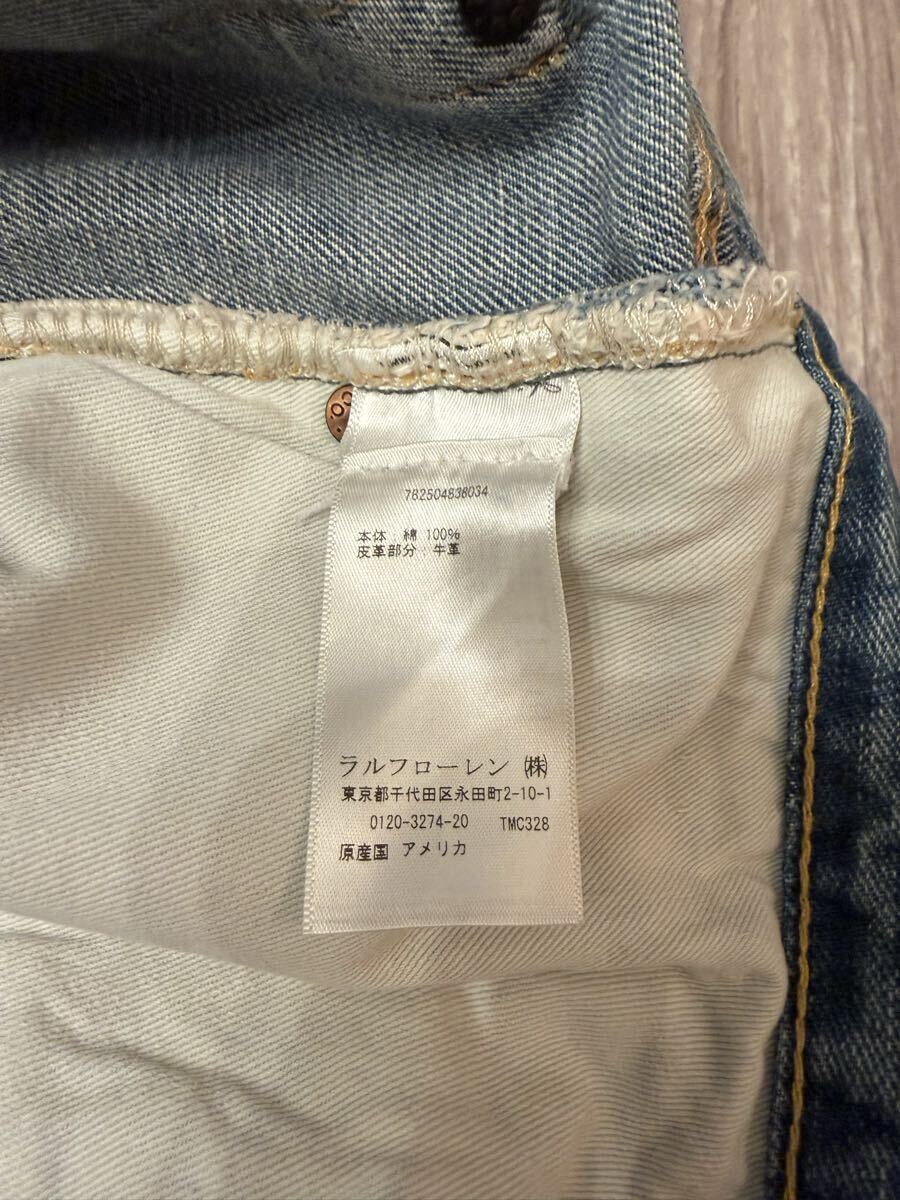 CO.
782504838034
本体：綿 100%
皮革部分：牛革
ラルフローレン ㈱
東京都千代田区永田町2-10-1
0120-3274-20 TMC328
原産国 アメリカ